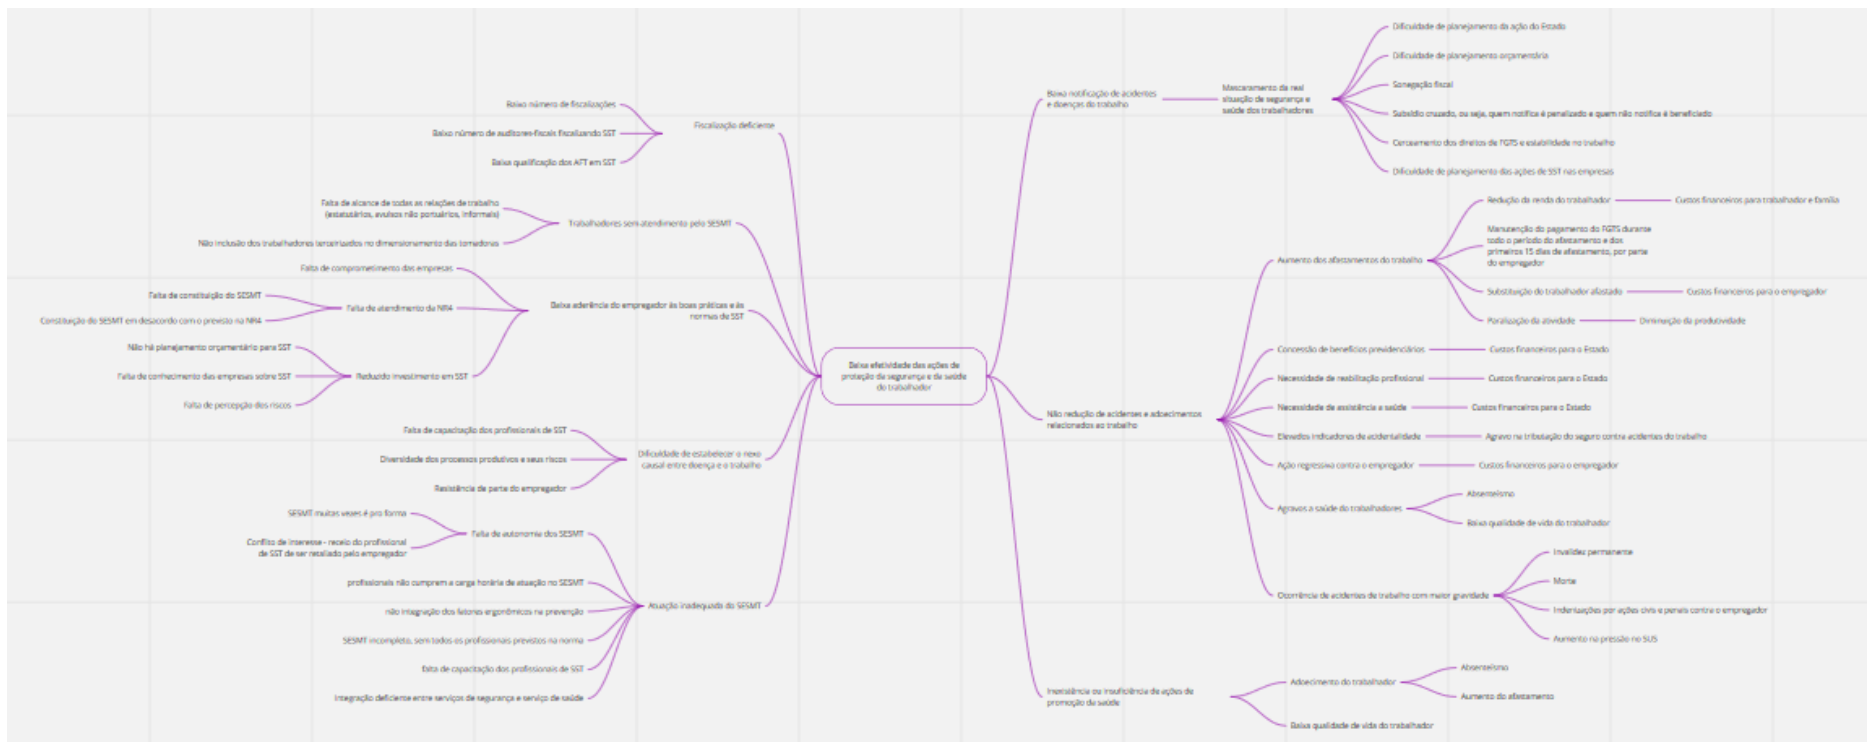 Baixo número de fiscalizações
Baixo número de auditores-fiscais fiscalizando SST
Baixa qualificação dos AFT em SST
Fiscalização deficiente
Falta de alcance de todas as relações de trabalho
(estatutários, avulsos não portuários, informais)
Não inclusão dos trabalhadores terceirizados no dimensionamento das tomadoras
Trabalhadores sem atendimento pelo SESMT
Falta de comprometimento das empresas
Falta de constituição do SESMT
Constituição do SESMT em desacordo com o previsto na NR4
Falta de atendimento da NR4
Não há planejamento orçamentário para SST
Falta de conhecimento das empresas sobre SST
Falta de percepção dos riscos
Reduzido investimento em SST
Baixa aderência do empregador às boas práticas e às
normas de SST
Falta de capacitação dos profissionais de SST
Diversidade dos processos produtivos e seus riscos
Resistência de parte do empregador
Dificuldade de estabelecer o nexo
causal entre doença e o trabalho
SESMT muitas vezes é pro forma
Conflito de interesse - receio do profissional
de SST de ser retaliado pelo empregador
Falta de autonomia dos SESMT
profissionais não cumprem a carga horária de atuação no SESMT
não integração dos fatores ergonômicos na prevenção
SESMT incompleto, sem todos os profissionais previstos na norma
falta de capacitação dos profissionais de SST
integração deficiente entre serviços de segurança e serviço de saúde
Atuação inadequada do SESMT
Baixa efetividade das ações de
proteção da segurança e da saúde
do trabalhador
Baixa notificação de acidentes
e doenças do trabalho
Mascaramento da real
situação de segurança e
saúde dos trabalhadores
Dificuldade de planejamento da ação do Estado
Dificuldade de planejamento orçamentária
Sonegação fiscal
Subsídio cruzado, ou seja, quem notifica é penalizado e quem não notifica é beneficiado
Cerceamento dos direitos de FGTS e estabilidade no trabalho
Dificuldade de planejamento das ações de SST nas empresas
Não redução de acidentes e adoecimentos
relacionados ao trabalho
Aumento dos afastamentos do trabalho
Redução da renda do trabalhador
Custos financeiros para trabalhador e família
Manutenção do pagamento do FGTS durante
todo o período do afastamento e dos
primeiros 15 dias de afastamento, por parte
do empregador
Substituição do trabalhador afastado
Custos financeiros para o empregador
Paralização da atividade
Diminuição da produtividade
Concessão de benefícios previdenciários
Custos financeiros para o Estado
Necessidade de reabilitação profissional
Custos financeiros para o Estado
Necessidade de assistência a saúde
Custos financeiros para o Estado
Elevados indicadores de acidentalidade
Agravo na tributação do seguro contra acidentes do trabalho
Ação regressiva contra o empregador
Custos financeiros para o empregador
Agravos a saúde do trabalhadores
Absenteísmo
Baixa qualidade de vida do trabalhador
Ocorrência de acidentes de trabalho com maior gravidade
Invalidez permanente
Morte
Indenizações por ações civis e penais contra o empregador
Aumento na pressão no SUS
Inexistência ou insuficiência de ações de
promoção da saúde
Adoecimento do trabalhador
Absenteísmo
Aumento do afastamento
Baixa qualidade de vida do trabalhador